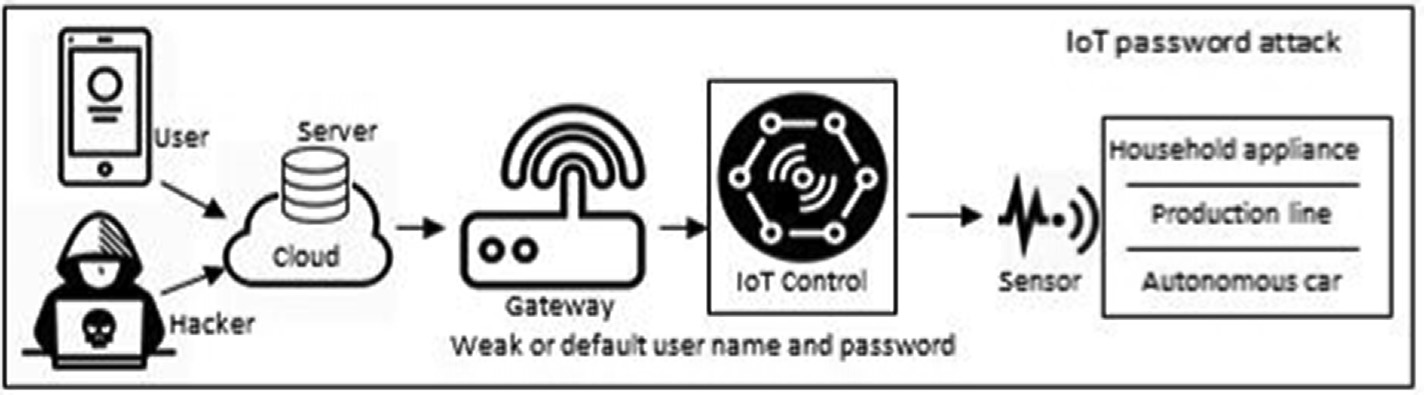 IoT password attack
User
Server
Cloud
Hacker
Gateway
IoT Control
Weak or default user name and password
Sensor
Household appliance
Production line
Autonomous car